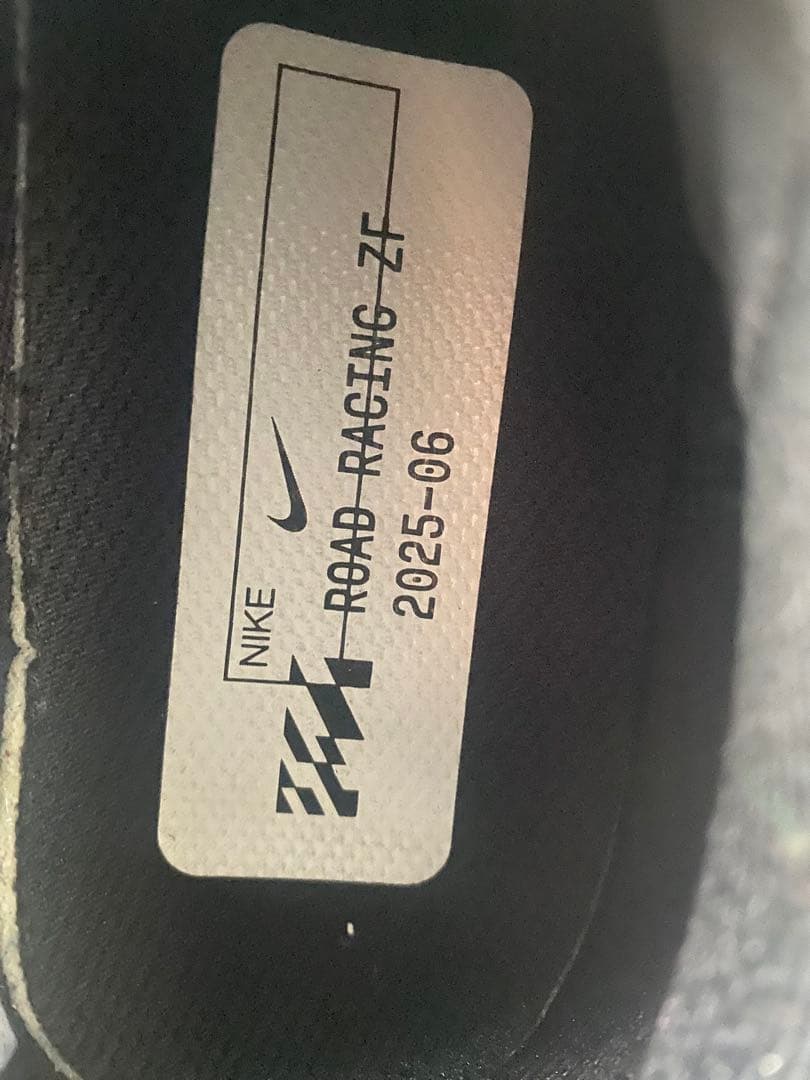 NIKE
ROAD RACING ZF
2025-06